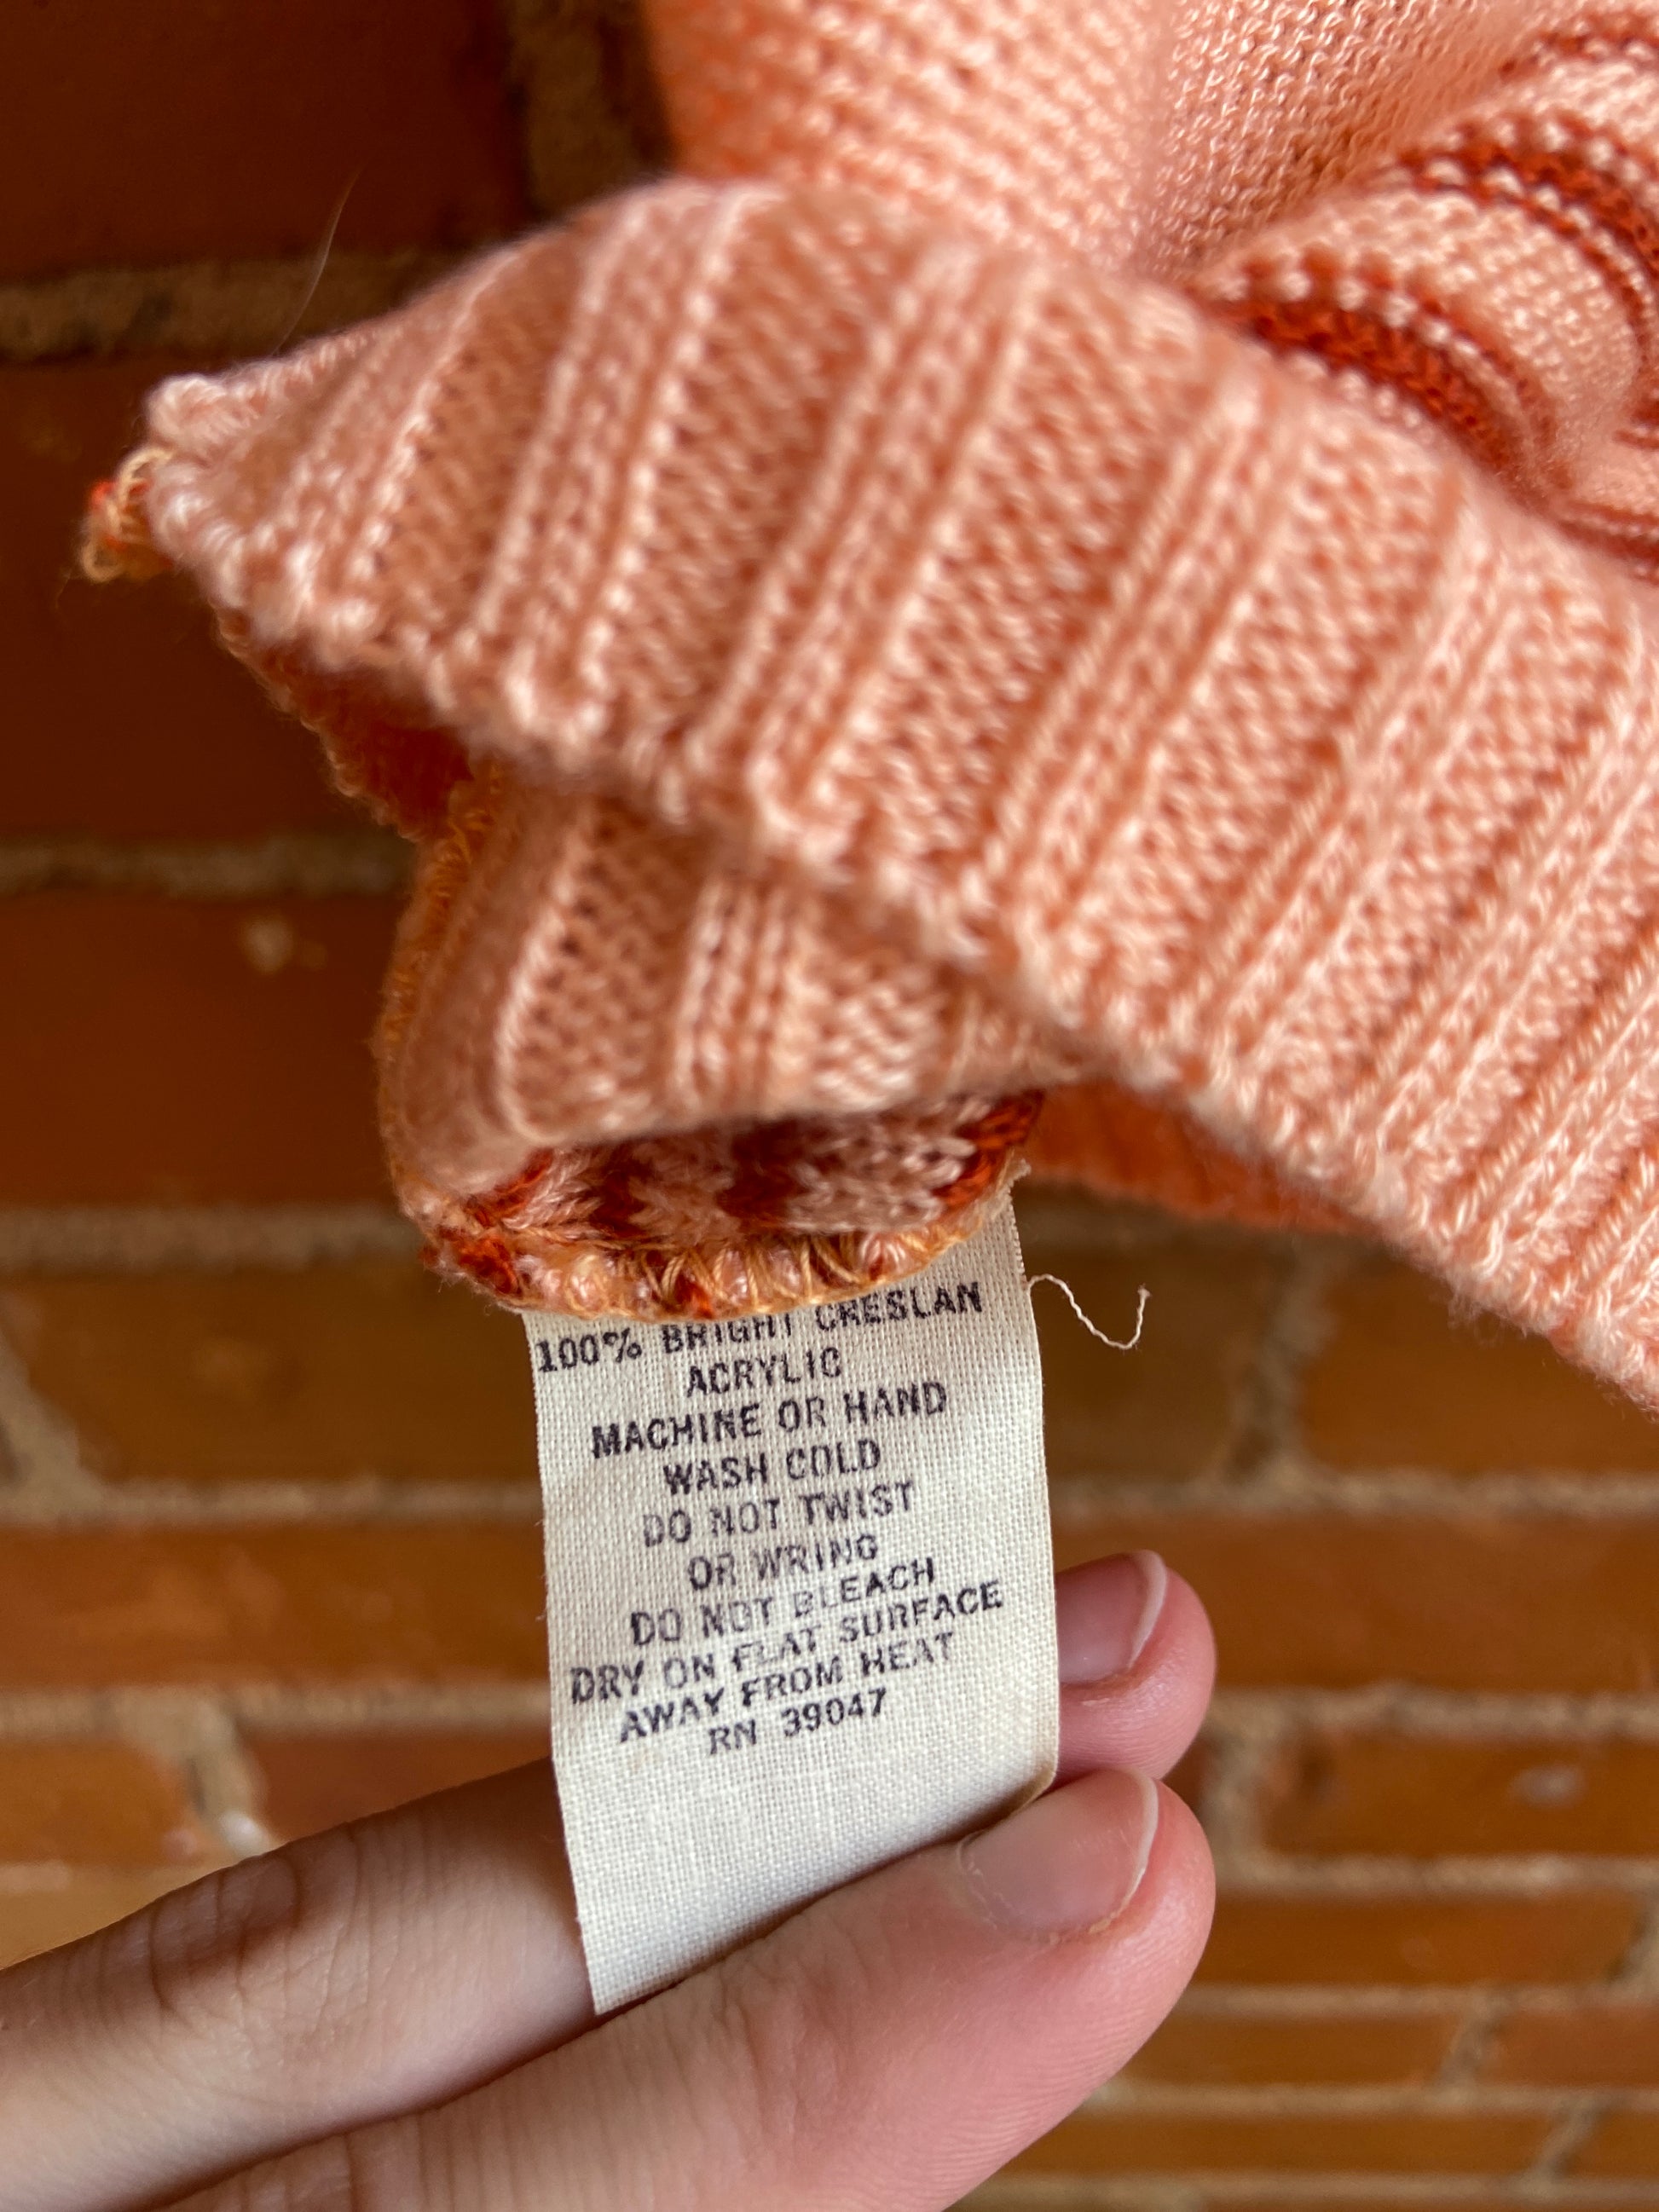 100% BRIGHT CRESLAN
ACRYLIC
MACHINE OR HAND
WASH COLD
DO NOT TWIST
OR WRING
DO NOT BLEACH
DRY ON FLAT SURFACE
AWAY FROM HEAT
RN 39047